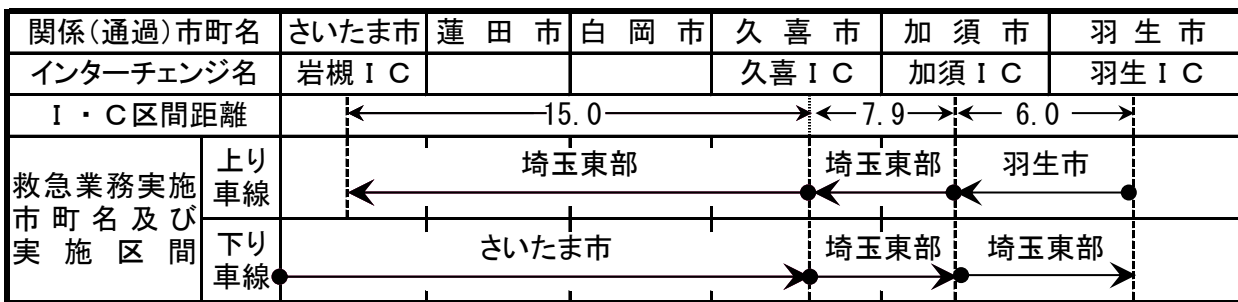 関係(通過)市町名 さいたま市 蓮田市 白岡市 久喜市 加須市 羽生市
インターチェンジ名 岩槻IC 久喜IC 加須IC 羽生IC
I・C区間距離 15.0 7.9 6.0
救急業務実施市町名及び実施区間
上り車線 埼玉東部 埼玉東部 羽生市
下り車線 さいたま市 埼玉東部 埼玉東部